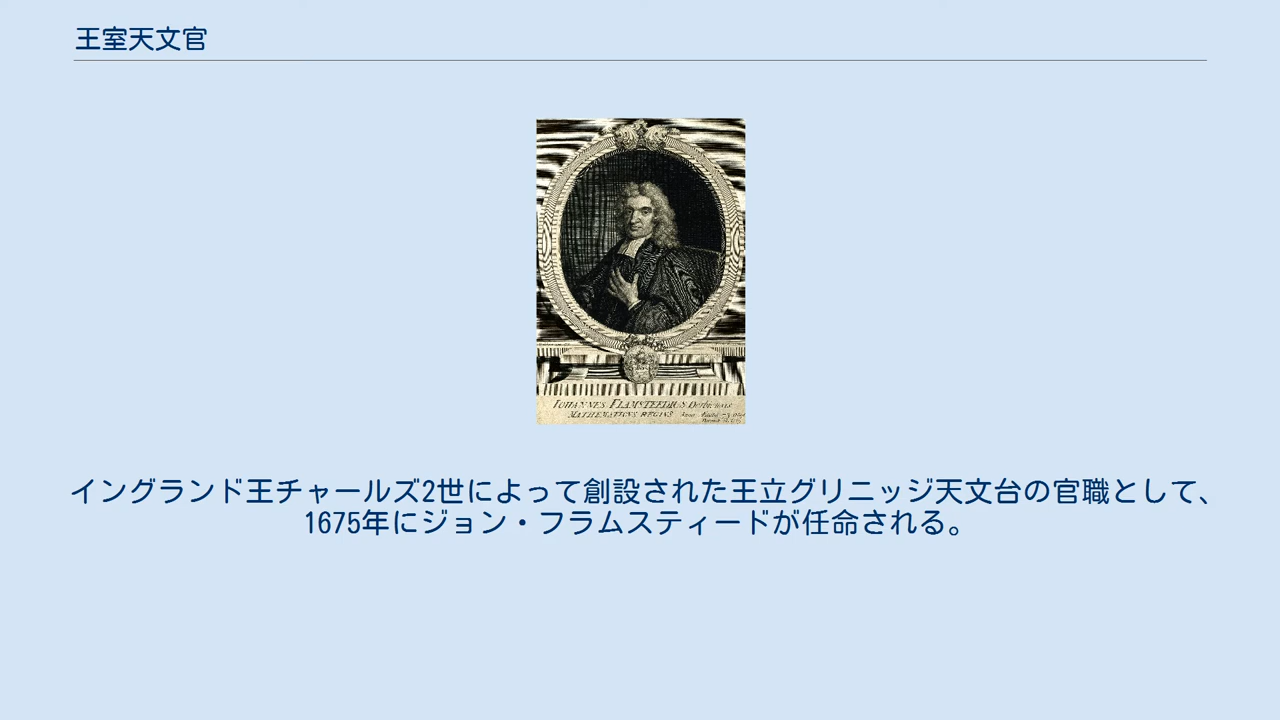 王室天文官
IOHANNES FLAMSTEEDIUS Derbiensis
MATHEMATICUS REGIUS
イングランド王チャールズ2世によって創設された王立グリニッジ天文台の官職として、
1675年にジョン・フラムスティードが任命される。